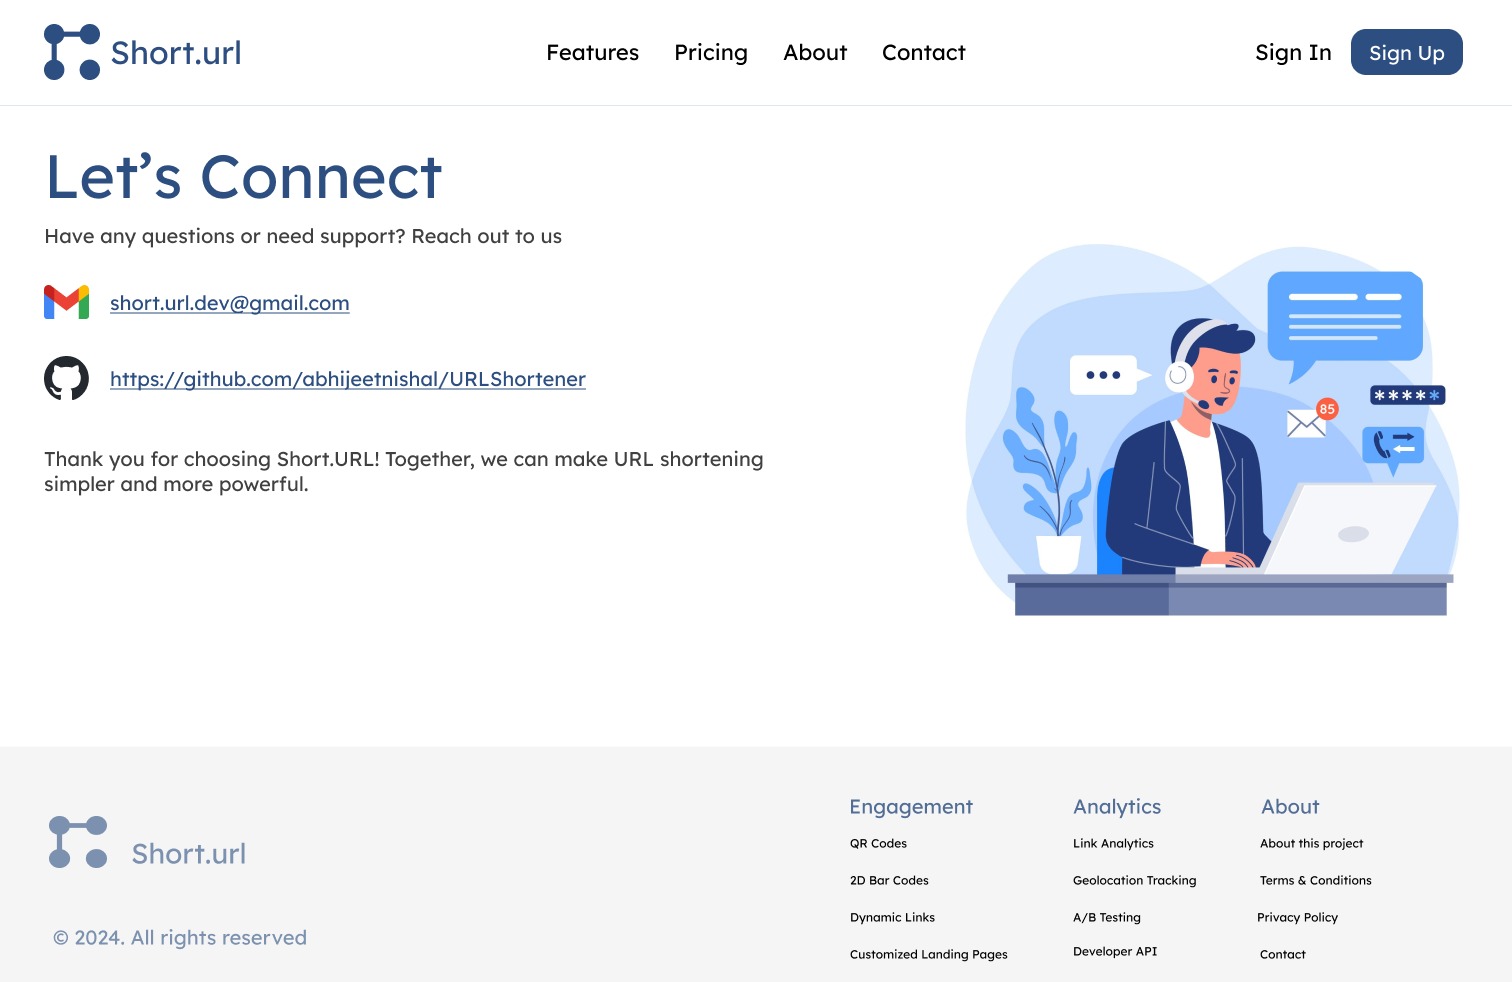 Short.url
Features Pricing About Contact
Sign In Sign Up
Let’s Connect
Have any questions or need support? Reach out to us
short.url.dev@gmail.com
https://github.com/abhijeetnishal/URLShortener
Thank you for choosing Short.URL! Together, we can make URL shortening
simpler and more powerful.
*****
85
Short.url
© 2024. All rights reserved
Engagement
QR Codes
2D Bar Codes
Dynamic Links
Customized Landing Pages
Analytics
Link Analytics
Geolocation Tracking
A/B Testing
Developer API
About
About this project
Terms & Conditions
Privacy Policy
Contact